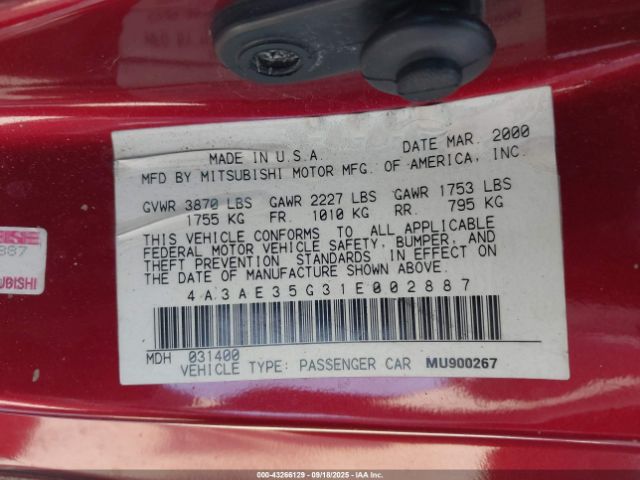 MADE IN U.S.A. DATE MAR. 2000
MFD BY MITSUBISHI MOTOR MFG. OF AMERICA, INC.
GVWR 3870 LBS GAWR 2227 LBS GAWR 1753 LBS
1755 KG FR. 1010 KG RR. 795 KG
THIS VEHICLE CONFORMS TO ALL APPLICABLE
FEDERAL MOTOR VEHICLE SAFETY, BUMPER, AND
THEFT PREVENTION STANDARDS IN EFFECT ON
THE DATE OF MANUFACTURE SHOWN ABOVE.
4A3AE35G31E002887
MDH 031400
VEHICLE TYPE: PASSENGER CAR MU900267
887
UBISHI
000-43266129 - 09/18/2025 - IAAI.COM